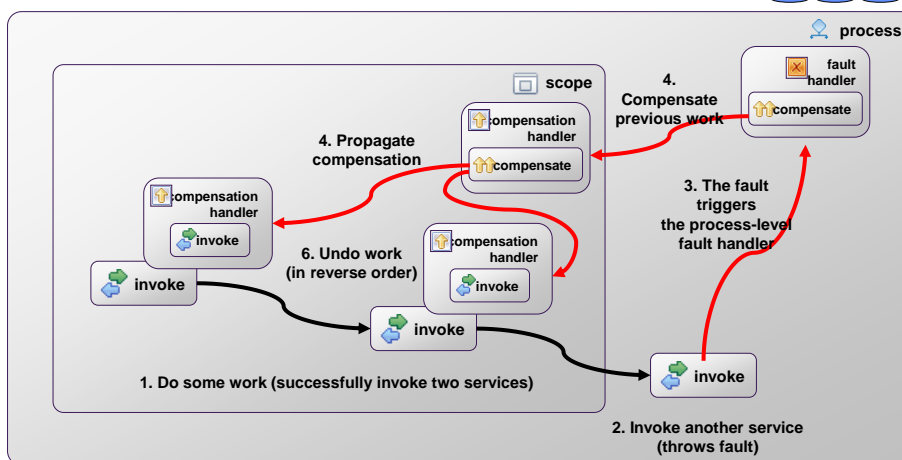 process
fault
handler
compensate
4.
Compensate
previous work
scope
compensation
handler
compensate
4. Propagate
compensation
3. The fault
triggers
the process-level
fault handler
compensation
handler
invoke
invoke
6. Undo work
(in reverse order)
compensation
handler
invoke
invoke
1. Do some work (successfully invoke two services)
invoke
2. Invoke another service
(throws fault)